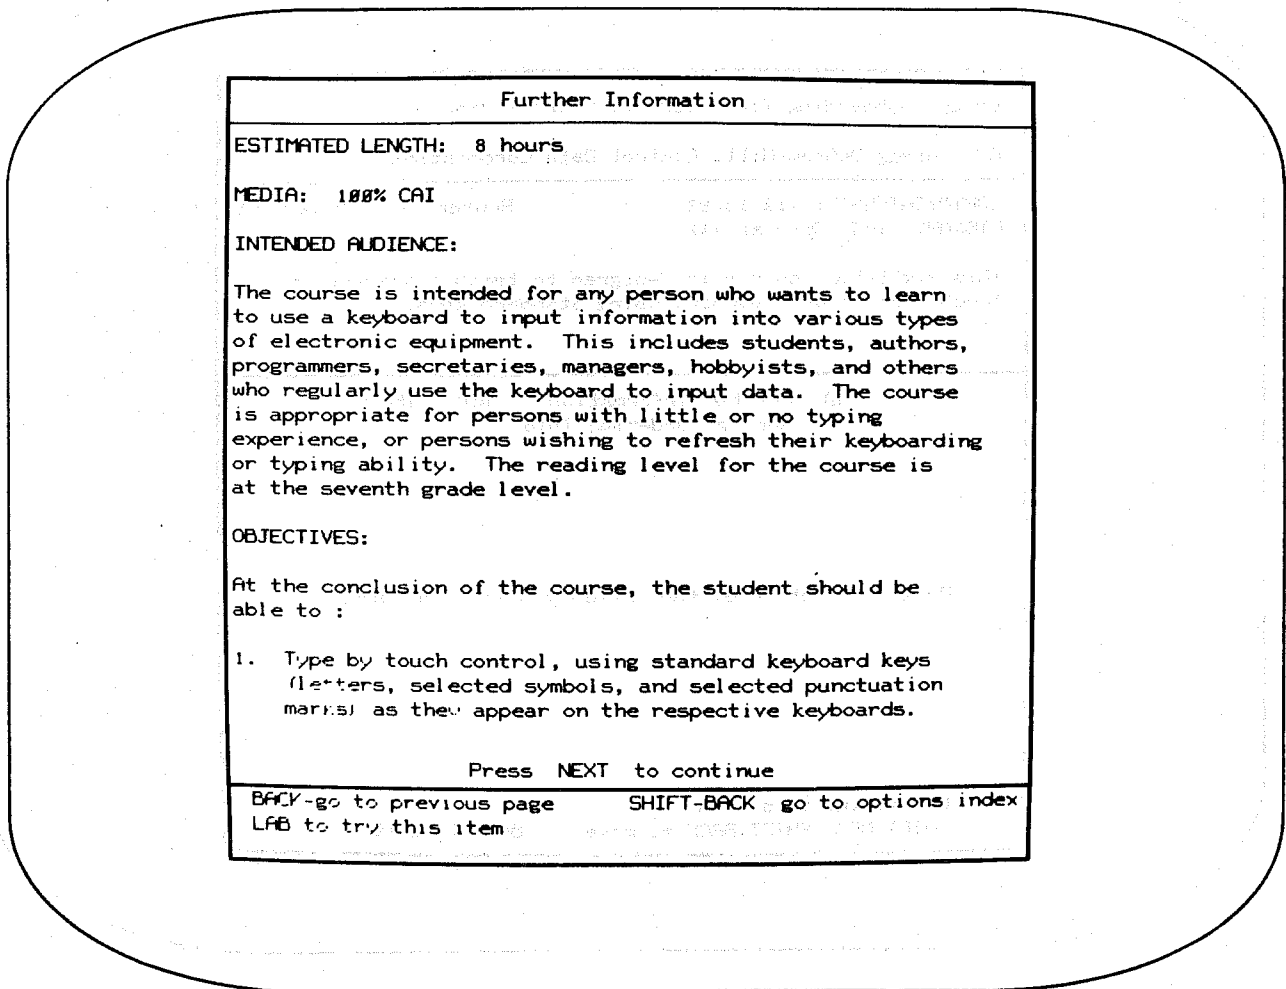 Further Information
ESTIMATED LENGTH: 8 hours
MEDIA: 100% CAI
INTENDED AUDIENCE:
The course is intended for any person who wants to learn
to use a keyboard to input information into various types
of electronic equipment. This includes students, authors,
programmers, secretaries, managers, hobbyists, and others
who regularly use the keyboard to input data. The course
is appropriate for persons with little or no typing
experience, or persons wishing to refresh their keyboarding
or typing ability. The reading level for the course is
at the seventh grade level.
OBJECTIVES:
At the conclusion of the course, the student should be
able to :
1. Type by touch control, using standard keyboard keys
(letters, selected symbols, and selected punctuation
marks) as they appear on the respective keyboards.
Press NEXT to continue
BACK-go to previous page SHIFT-BACK go to options index
LAB to try this item